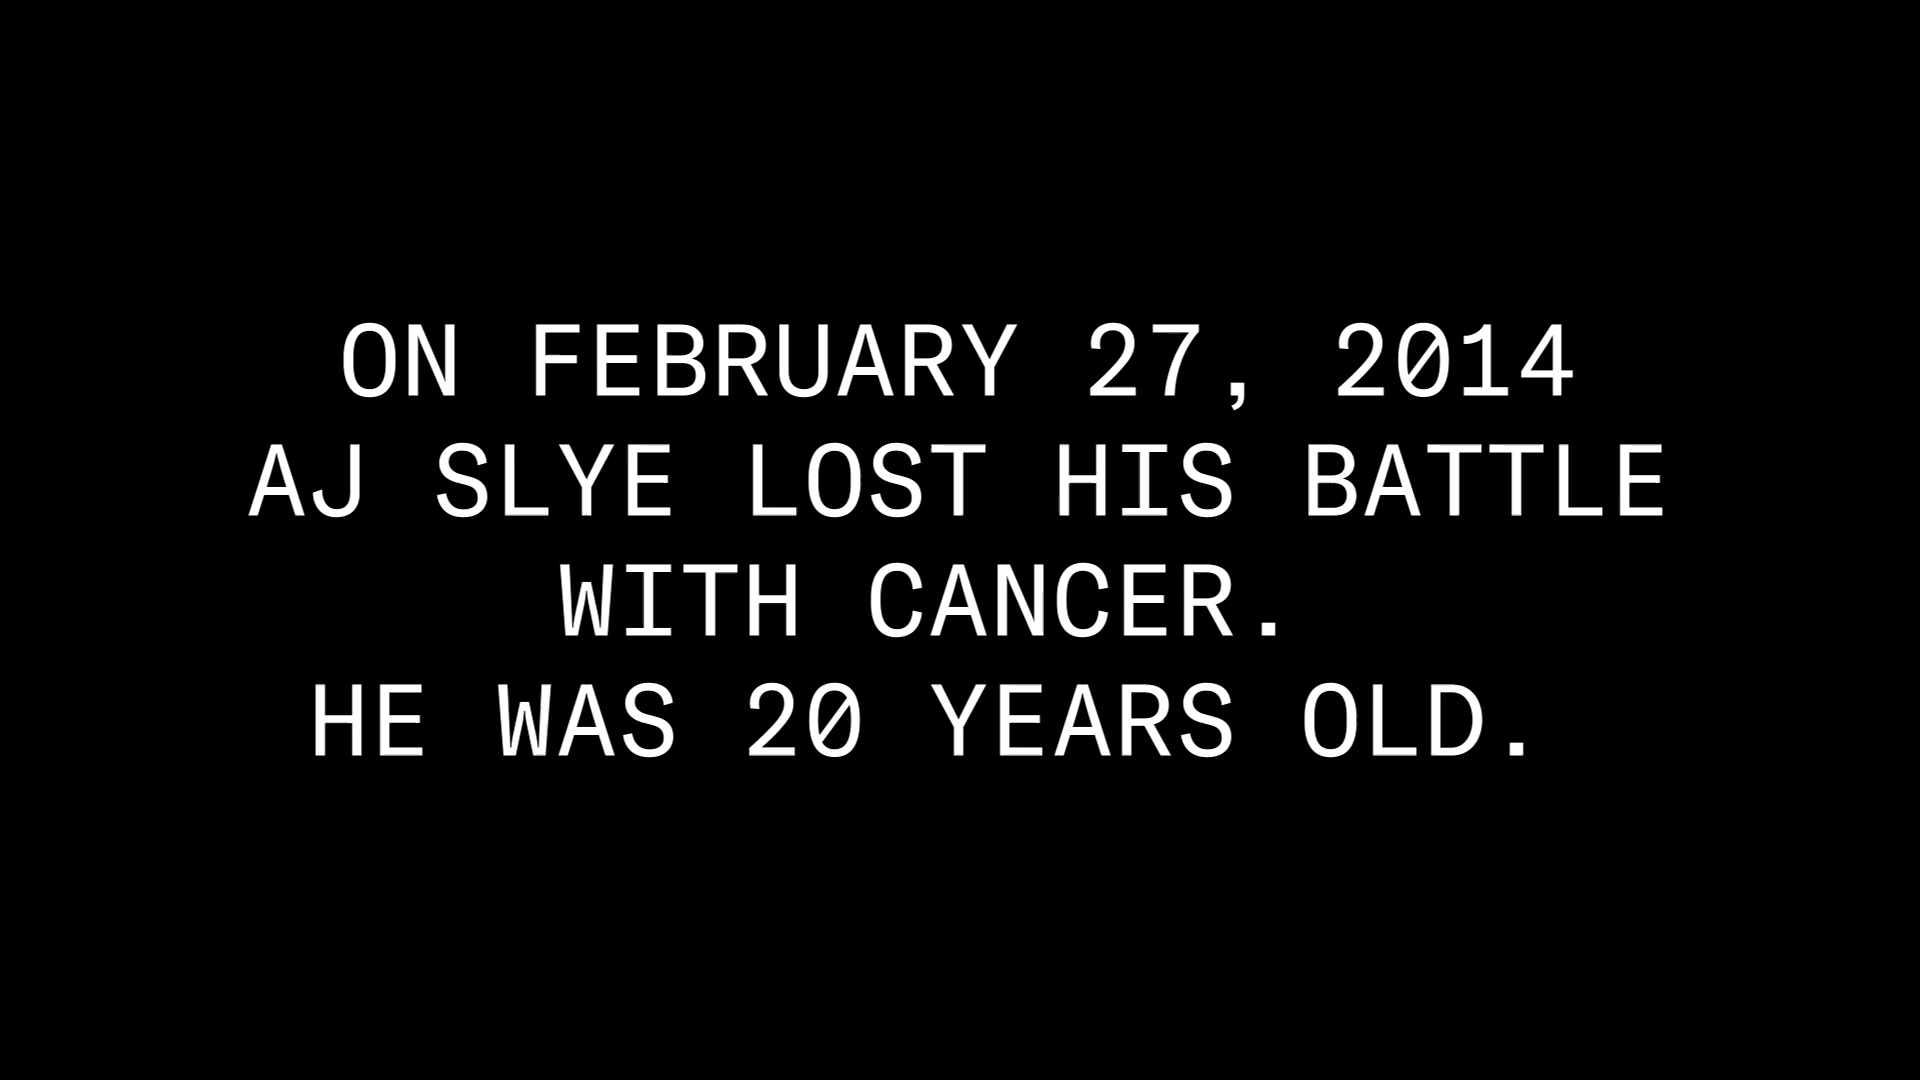 ON FEBRUARY 27, 2014
AJ SLYE LOST HIS BATTLE
WITH CANCER.
HE WAS 20 YEARS OLD.